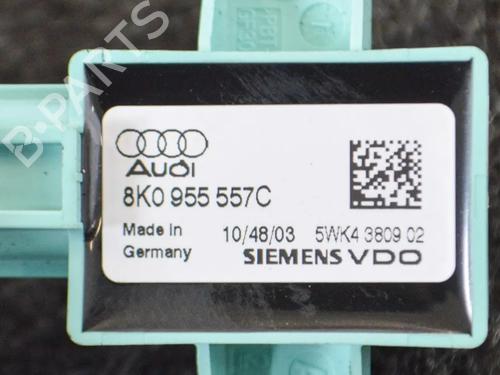 B-PARTS
Audi
8K0 955 557C
Made in
Germany
10/48/03 5WK4 3809 02
SIEMENS VDO